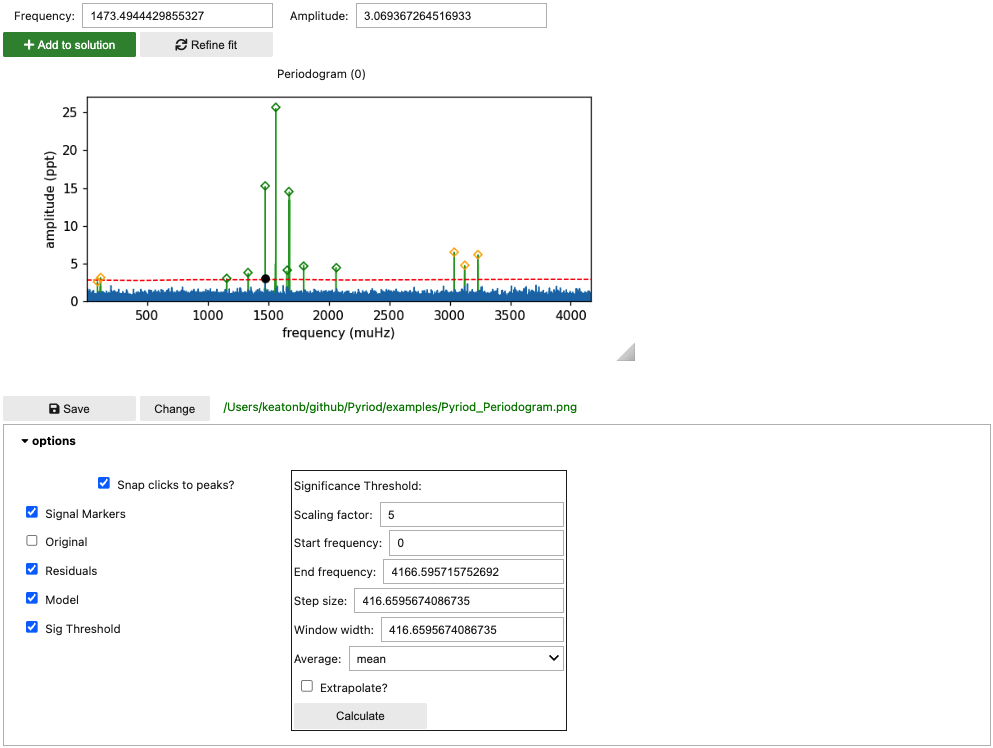 Frequency: 1473.4944429855327 Amplitude: 3.069367264516933
Add to solution Refine fit
Periodogram (0)
25
20
15
10
5
0
amplitude (ppt)
500 1000 1500 2000 2500 3000 3500 4000
frequency (muHz)
Save Change /Users/keatonb/github/Pyriod/examples/Pyriod_Periodogram.png
options
Snap clicks to peaks?
Signal Markers
Original
Residuals
Model
Sig Threshold
Significance Threshold:
Scaling factor: 5
Start frequency: 0
End frequency: 4166.595715752692
Step size: 416.6595674086735
Window width: 416.6595674086735
Average: mean
Extrapolate?
Calculate